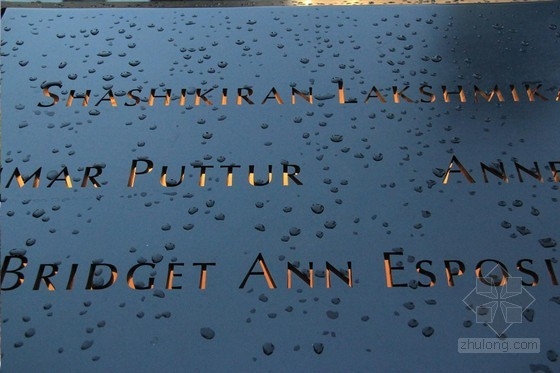 SHASHIKIRAN LAKSHMIK
MAR PUTTUR ANNE
BRIDGET ANN ESPOSI
zhulong.com